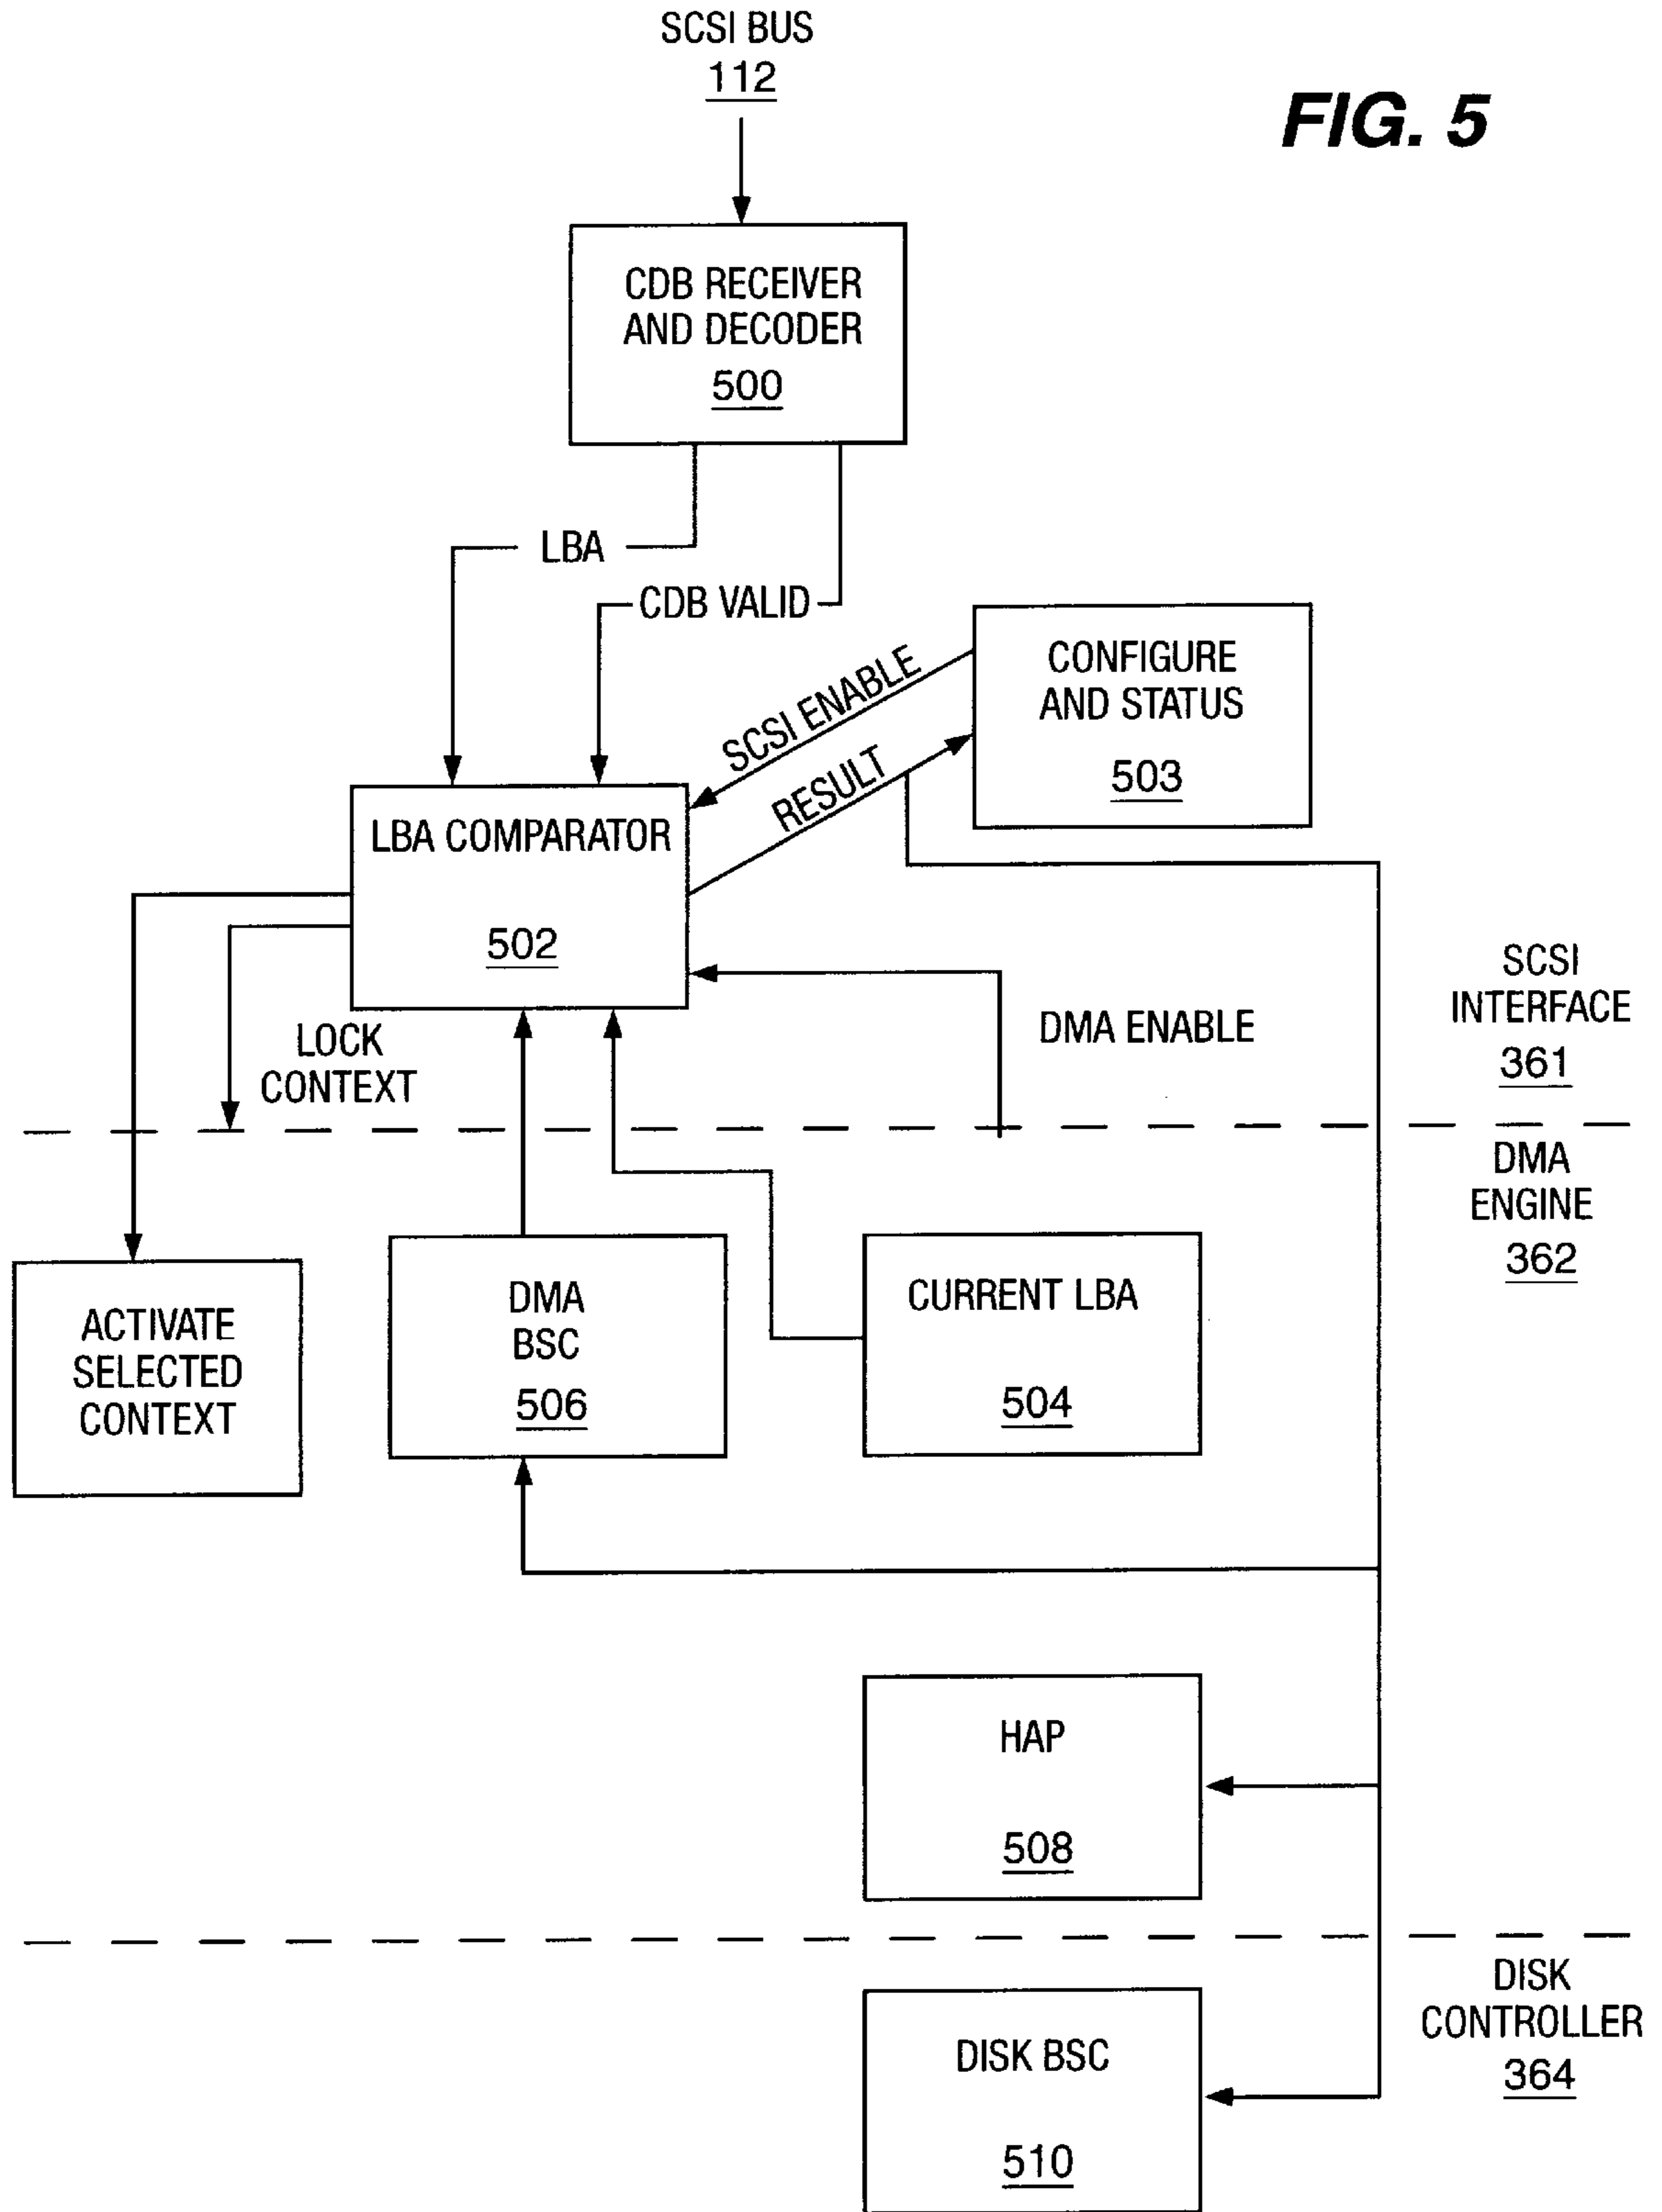 SCSI BUS
112
FIG. 5
CDB RECEIVER
AND DECODER
500
LBA
CDB VALID
CONFIGURE
AND STATUS
503
SCSI ENABLE
RESULT
LBA COMPARATOR
502
SCSI
INTERFACE
361
DMA ENABLE
LOCK
CONTEXT
DMA
ENGINE
362
ACTIVATE
SELECTED
CONTEXT
DMA
BSC
506
CURRENT LBA
504
HAP
508
DISK
CONTROLLER
364
DISK BSC
510